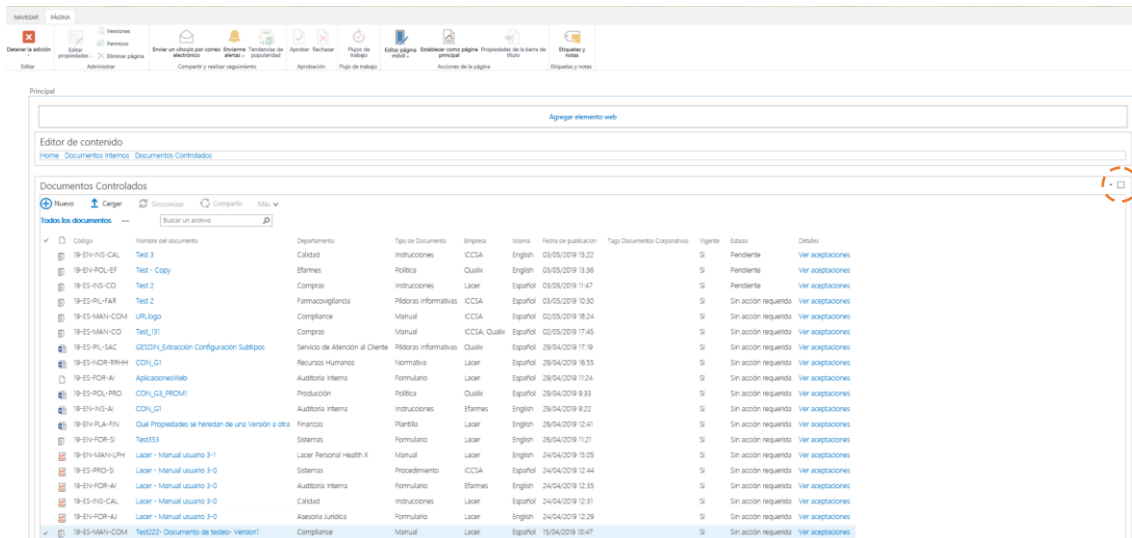 NAVEGAR PÁGINA
Detener la edición
Editar propiedades
Versiones
Permisos
Eliminar página
Enviar un vínculo por correo electrónico
Enviarme alertas
Tendencias de popularidad
Aprobar Rechazar
Flujos de trabajo
Editar página móvil
Establecer como página principal
Propiedades de la barra de título
Etiquetas y notas
Editar Administrar Compartir y realizar seguimiento Aprobación Flujo de trabajo Acciones de la página Etiquetas y notas
Principal
Agregar elemento web
Editor de contenido
Home Documentos Internos Documentos Controlados
Documentos Controlados
Nuevo Cargar Sincronizar Compartir Más
Todos los documentos ... Buscar un archivo
Código Nombre del documento Departamento Tipo de Documento Empresa Idioma Fecha de publicación Tags Documentos Corporativos Vigente Estado Detalles
19-EN-INS-CAL Test 3 Calidad Instrucciones ICCSA English 03/05/2019 15:22 Sí Pendiente Ver aceptaciones
19-EN-POL-EF Test - Copy Efarmes Política Qualix English 03/05/2019 13:36 Sí Pendiente Ver aceptaciones
19-ES-INS-CO Test 2 Compras Instrucciones Lacer Español 03/05/2019 11:47 Sí Pendiente Ver aceptaciones
19-ES-PIL-FAR Test 2 Farmacovigilancia Píldoras Informativas ICCSA Español 03/05/2019 10:30 Sí Sin acción requerida Ver aceptaciones
19-ES-MAN-COM URLlogo Compliance Manual ICCSA Español 02/05/2019 18:24 Sí Sin acción requerida Ver aceptaciones
19-ES-MAN-CO Test_131 Compras Manual ICCSA; Qualix Español 02/05/2019 17:45 Sí Sin acción requerida Ver aceptaciones
19-ES-PIL-SAC GESDIN_Extracción Configuración Subtipos Servicio de Atención al Cliente Píldoras Informativas Qualix Español 29/04/2019 17:19 Sí Sin acción requerida Ver aceptaciones
19-ES-NOR-RRHH CON_G1 Recursos Humanos Normativa Lacer Español 29/04/2019 16:55 Sí Sin acción requerida Ver aceptaciones
19-ES-FOR-AI AplicacionesWeb Auditoría Interna Formulario Lacer Español 29/04/2019 11:24 Sí Sin acción requerida Ver aceptaciones
19-ES-POL-PRO CON_G3_PROM1 Producción Política Qualix Español 29/04/2019 9:33 Sí Sin acción requerida Ver aceptaciones
19-EN-INS-AI CON_G1 Auditoría Interna Instrucciones Efarmes English 29/04/2019 9:22 Sí Sin acción requerida Ver aceptaciones
19-EN-PLA-FIN Qué Propiedades se heredan de una Versión a otra Finanzas Plantilla Lacer English 26/04/2019 12:41 Sí Sin acción requerida Ver aceptaciones
19-EN-FOR-SI Test353 Sistemas Formulario Lacer English 26/04/2019 11:21 Sí Sin acción requerida Ver aceptaciones
19-EN-MAN-LPH Lacer - Manual usuario 3-1 Lacer Personal Health X Manual Lacer English 24/04/2019 15:05 Sí Sin acción requerida Ver aceptaciones
19-ES-PRO-SI Lacer - Manual usuario 3-0 Sistemas Procedimiento ICCSA Español 24/04/2019 12:44 Sí Sin acción requerida Ver aceptaciones
19-EN-FOR-AI Lacer - Manual usuario 3-0 Auditoría Interna Formulario Efarmes English 24/04/2019 12:35 Sí Sin acción requerida Ver aceptaciones
19-ES-INS-CAL Lacer - Manual usuario 3-0 Calidad Instrucciones Lacer Español 24/04/2019 12:31 Sí Sin acción requerida Ver aceptaciones
19-EN-FOR-AJ Lacer - Manual usuario 3-0 Asesoría Jurídica Formulario Lacer English 24/04/2019 12:29 Sí Sin acción requerida Ver aceptaciones
19-ES-MAN-COM Test222- Documento de testeo- Version1 Compliance Manual Lacer Español 15/04/2019 10:47 Sí Sin acción requerida Ver aceptaciones